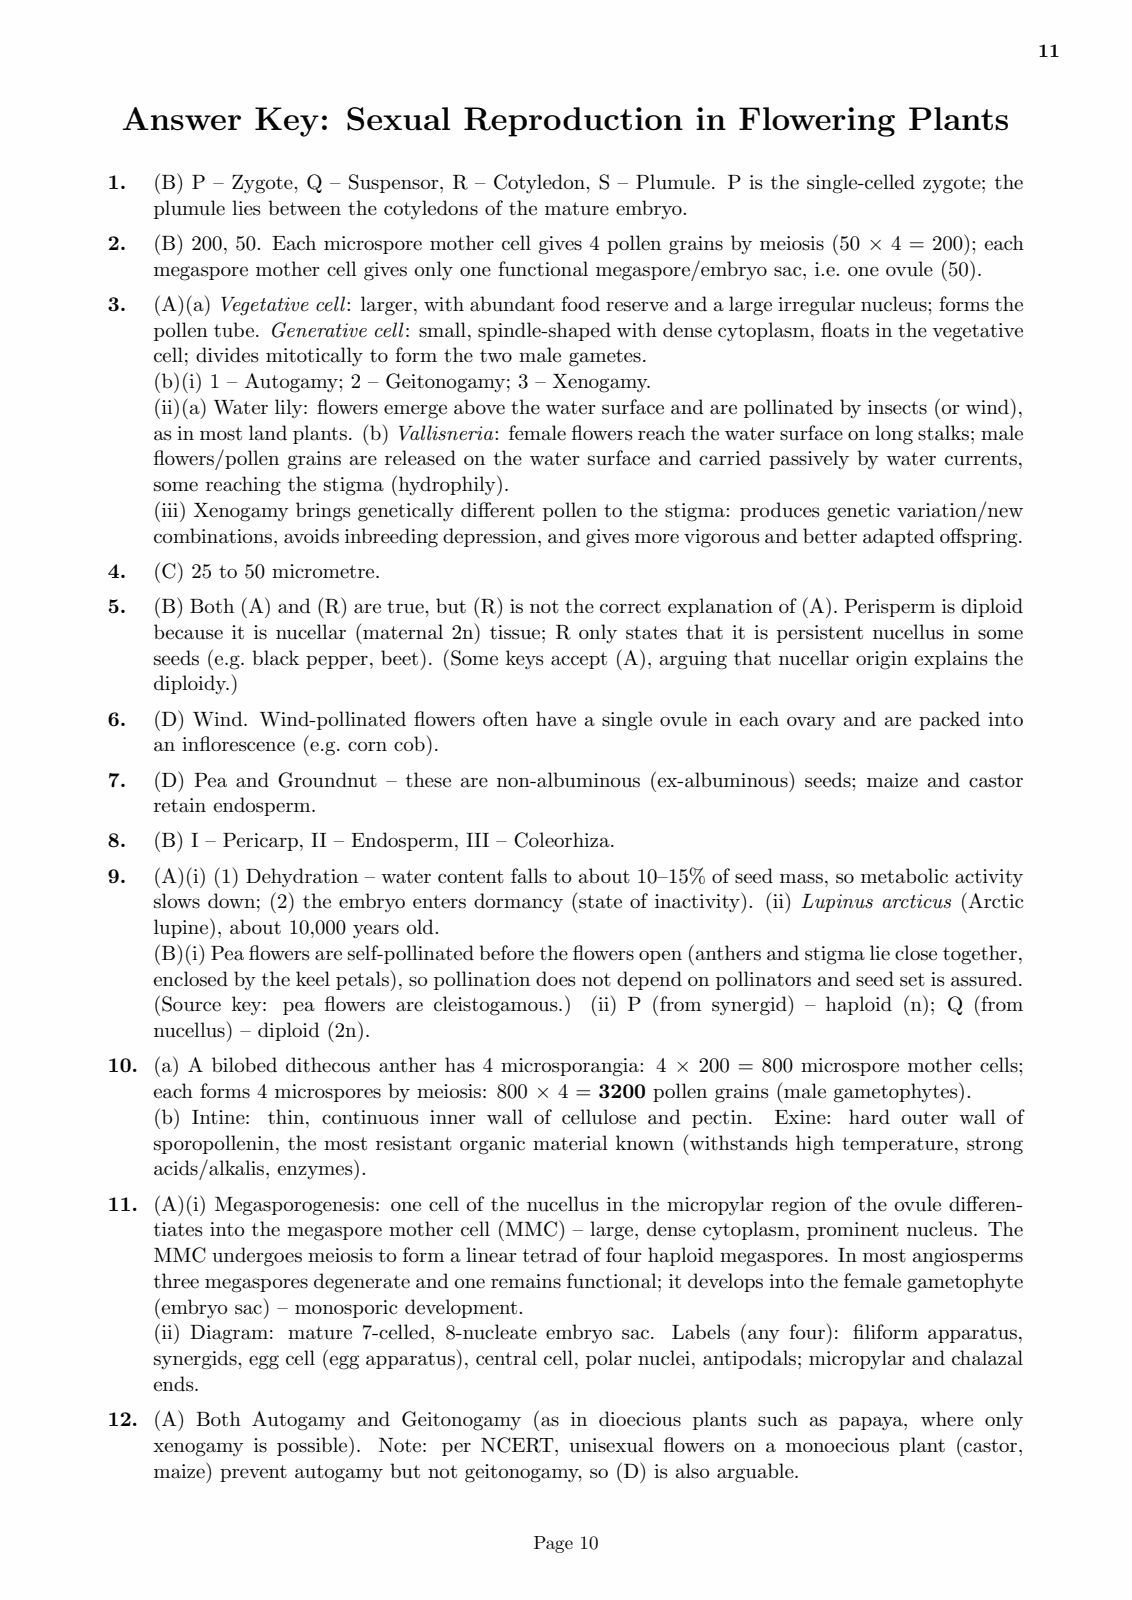 11
Answer Key: Sexual Reproduction in Flowering Plants
1. (B) P – Zygote, Q – Suspensor, R – Cotyledon, S – Plumule. P is the single-celled zygote; the
plumule lies between the cotyledons of the mature embryo.
2. (B) 200, 50. Each microspore mother cell gives 4 pollen grains by meiosis (50 × 4 = 200); each
megaspore mother cell gives only one functional megaspore/embryo sac, i.e. one ovule (50).
3. (A)(a) Vegetative cell: larger, with abundant food reserve and a large irregular nucleus; forms the
pollen tube. Generative cell: small, spindle-shaped with dense cytoplasm, floats in the vegetative
cell; divides mitotically to form the two male gametes.
(b)(i) 1 – Autogamy; 2 – Geitonogamy; 3 – Xenogamy.
(ii)(a) Water lily: flowers emerge above the water surface and are pollinated by insects (or wind),
as in most land plants. (b) Vallisneria: female flowers reach the water surface on long stalks; male
flowers/pollen grains are released on the water surface and carried passively by water currents,
some reaching the stigma (hydrophily).
(iii) Xenogamy brings genetically different pollen to the stigma: produces genetic variation/new
combinations, avoids inbreeding depression, and gives more vigorous and better adapted offspring.
4. (C) 25 to 50 micrometre.
5. (B) Both (A) and (R) are true, but (R) is not the correct explanation of (A). Perisperm is diploid
because it is nucellar (maternal 2n) tissue; R only states that it is persistent nucellus in some
seeds (e.g. black pepper, beet). (Some keys accept (A), arguing that nucellar origin explains the
diploidy.)
6. (D) Wind. Wind-pollinated flowers often have a single ovule in each ovary and are packed into
an inflorescence (e.g. corn cob).
7. (D) Pea and Groundnut – these are non-albuminous (ex-albuminous) seeds; maize and castor
retain endosperm.
8. (B) I – Pericarp, II – Endosperm, III – Coleorhiza.
9. (A)(i) (1) Dehydration – water content falls to about 10–15% of seed mass, so metabolic activity
slows down; (2) the embryo enters dormancy (state of inactivity). (ii) Lupinus arcticus (Arctic
lupine), about 10,000 years old.
(B)(i) Pea flowers are self-pollinated before the flowers open (anthers and stigma lie close together,
enclosed by the keel petals), so pollination does not depend on pollinators and seed set is assured.
(Source key: pea flowers are cleistogamous.) (ii) P (from synergid) – haploid (n); Q (from
nucellus) – diploid (2n).
10. (a) A bilobed dithecous anther has 4 microsporangia: 4 × 200 = 800 microspore mother cells;
each forms 4 microspores by meiosis: 800 × 4 = 3200 pollen grains (male gametophytes).
(b) Intine: thin, continuous inner wall of cellulose and pectin. Exine: hard outer wall of
sporopollenin, the most resistant organic material known (withstands high temperature, strong
acids/alkalis, enzymes).
11. (A)(i) Megasporogenesis: one cell of the nucellus in the micropylar region of the ovule differen-
tiates into the megaspore mother cell (MMC) – large, dense cytoplasm, prominent nucleus. The
MMC undergoes meiosis to form a linear tetrad of four haploid megaspores. In most angiosperms
three megaspores degenerate and one remains functional; it develops into the female gametophyte
(embryo sac) – monosporic development.
(ii) Diagram: mature 7-celled, 8-nucleate embryo sac. Labels (any four): filiform apparatus,
synergids, egg cell (egg apparatus), central cell, polar nuclei, antipodals; micropylar and chalazal
ends.
12. (A) Both Autogamy and Geitonogamy (as in dioecious plants such as papaya, where only
xenogamy is possible). Note: per NCERT, unisexual flowers on a monoecious plant (castor,
maize) prevent autogamy but not geitonogamy, so (D) is also arguable.
Page 10